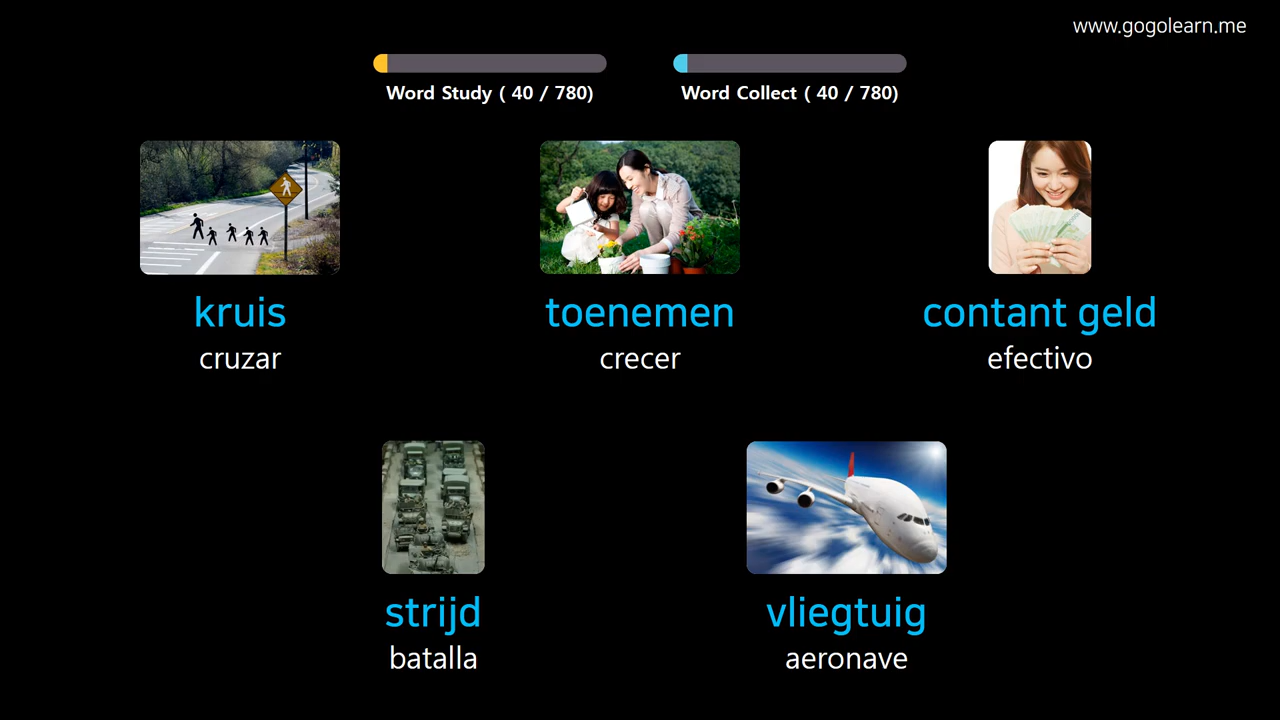 www.gogolearn.me
Word Study ( 40 / 780)
Word Collect ( 40 / 780)
kruis
cruzar
toenemen
crecer
contant geld
efectivo
strijd
batalla
vliegtuig
aeronave